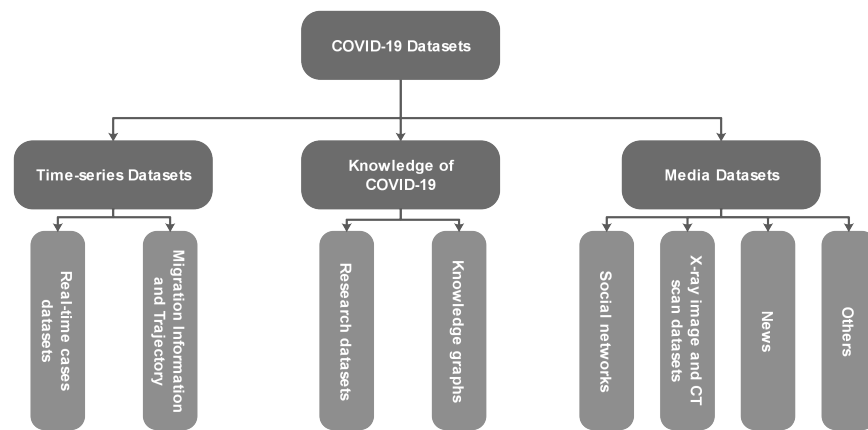 COVID-19 Datasets
Time-series Datasets
Knowledge of
COVID-19
Media Datasets
Real-time cases
datasets
Migration Information
and Trajectory
Research datasets
Knowledge graphs
Social networks
X-ray image and CT
scan datasets
News
Others